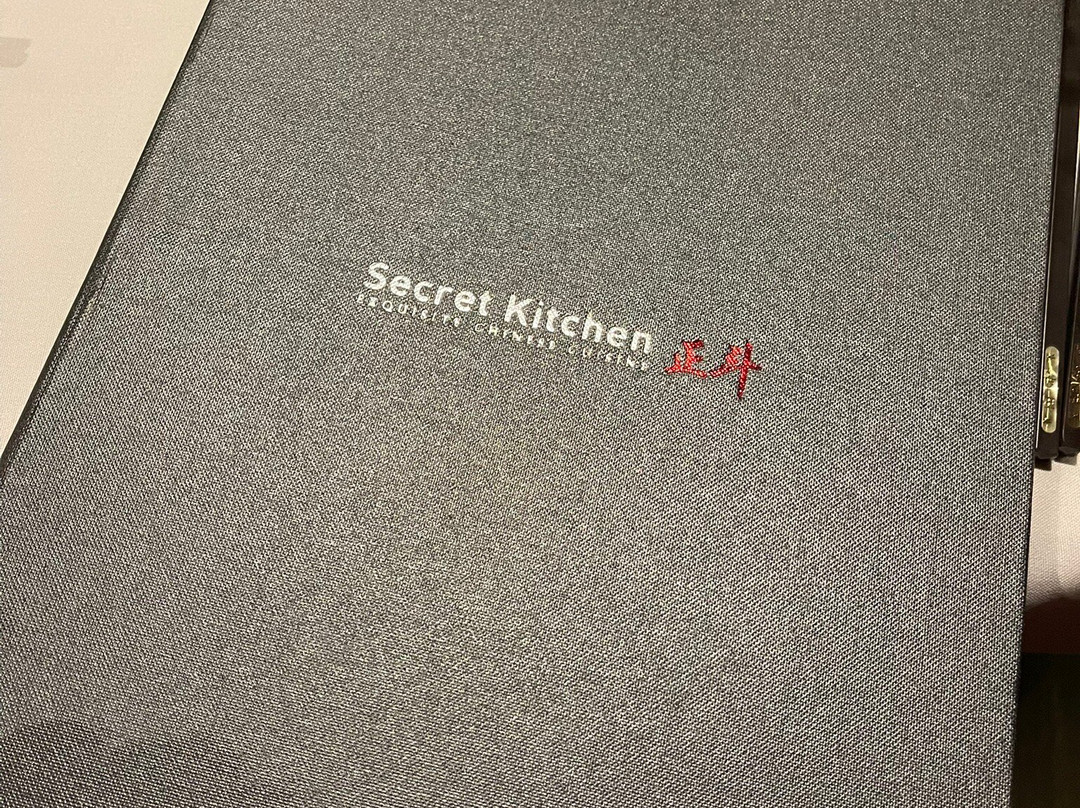 Secret Kitchen
EXQUISITE CHINESE CUISINE
正斗